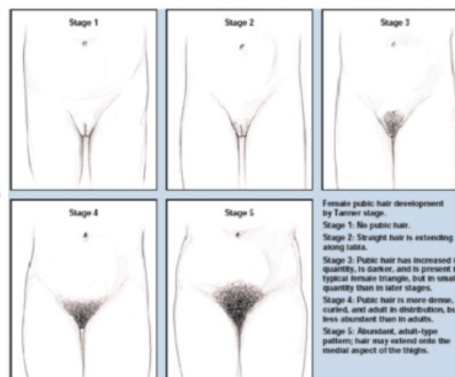 Stage 1
Stage 2
Stage 3
Stage 4
Stage 5
Female pubic hair development
by Tanner stage.
Stage 1: No pubic hair.
Stage 2: Straight hair is extending
along labia.
Stage 3: Pubic hair has increased
quantity, is darker, and is present
typical female triangle, but in
quantity than in later stages.
Stage 4: Pubic hair is more dense,
curled, and adult in distribution,
less abundant than in adults.
Stage 5: Abundant, adult-type
pattern; hair may extend onto the
medial aspect of the thighs.